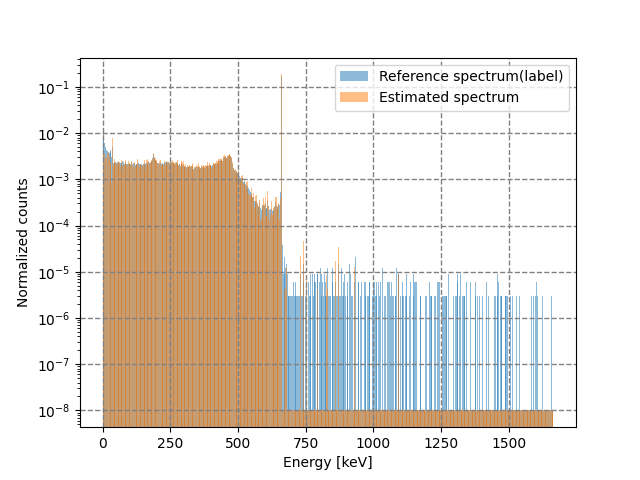 Reference spectrum(label)
Estimated spectrum
Normalized counts
10⁻¹
10⁻²
10⁻³
10⁻⁴
10⁻⁵
10⁻⁶
10⁻⁷
10⁻⁸
0 250 500 750 1000 1250 1500
Energy [keV]